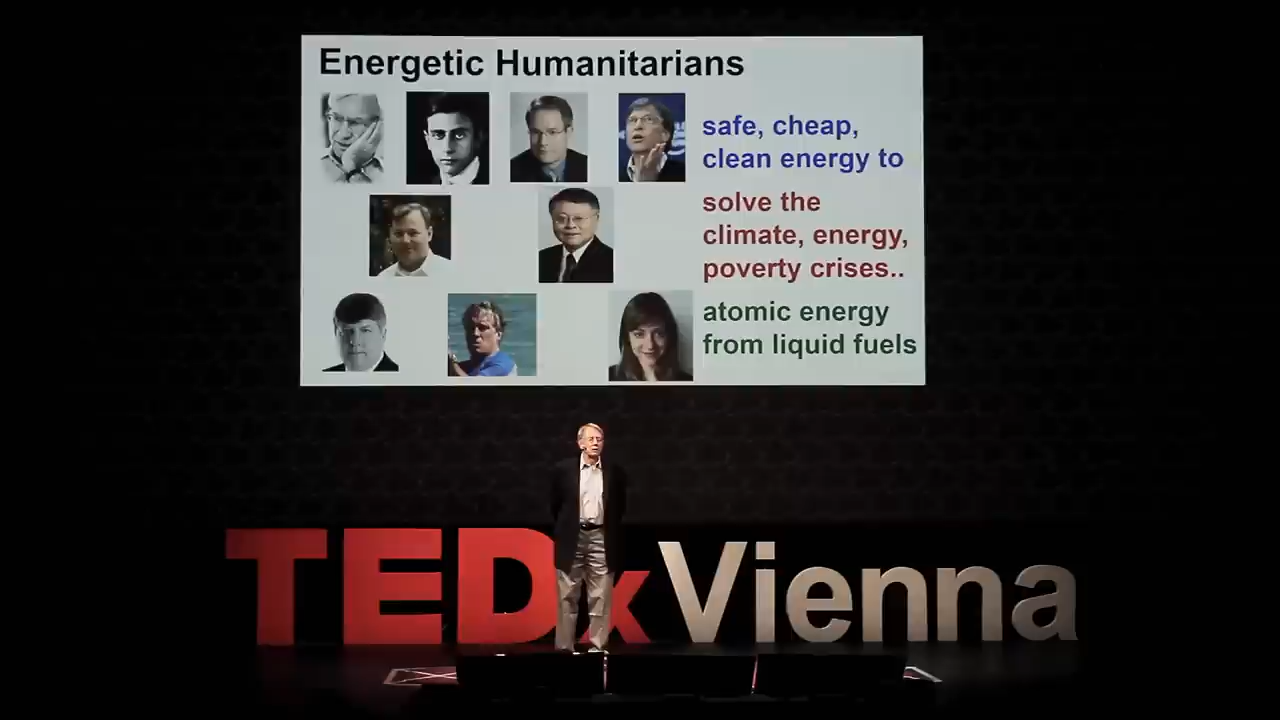 Energetic Humanitarians
safe, cheap,
clean energy to
solve the
climate, energy,
poverty crises..
atomic energy
from liquid fuels
TEDxVienna